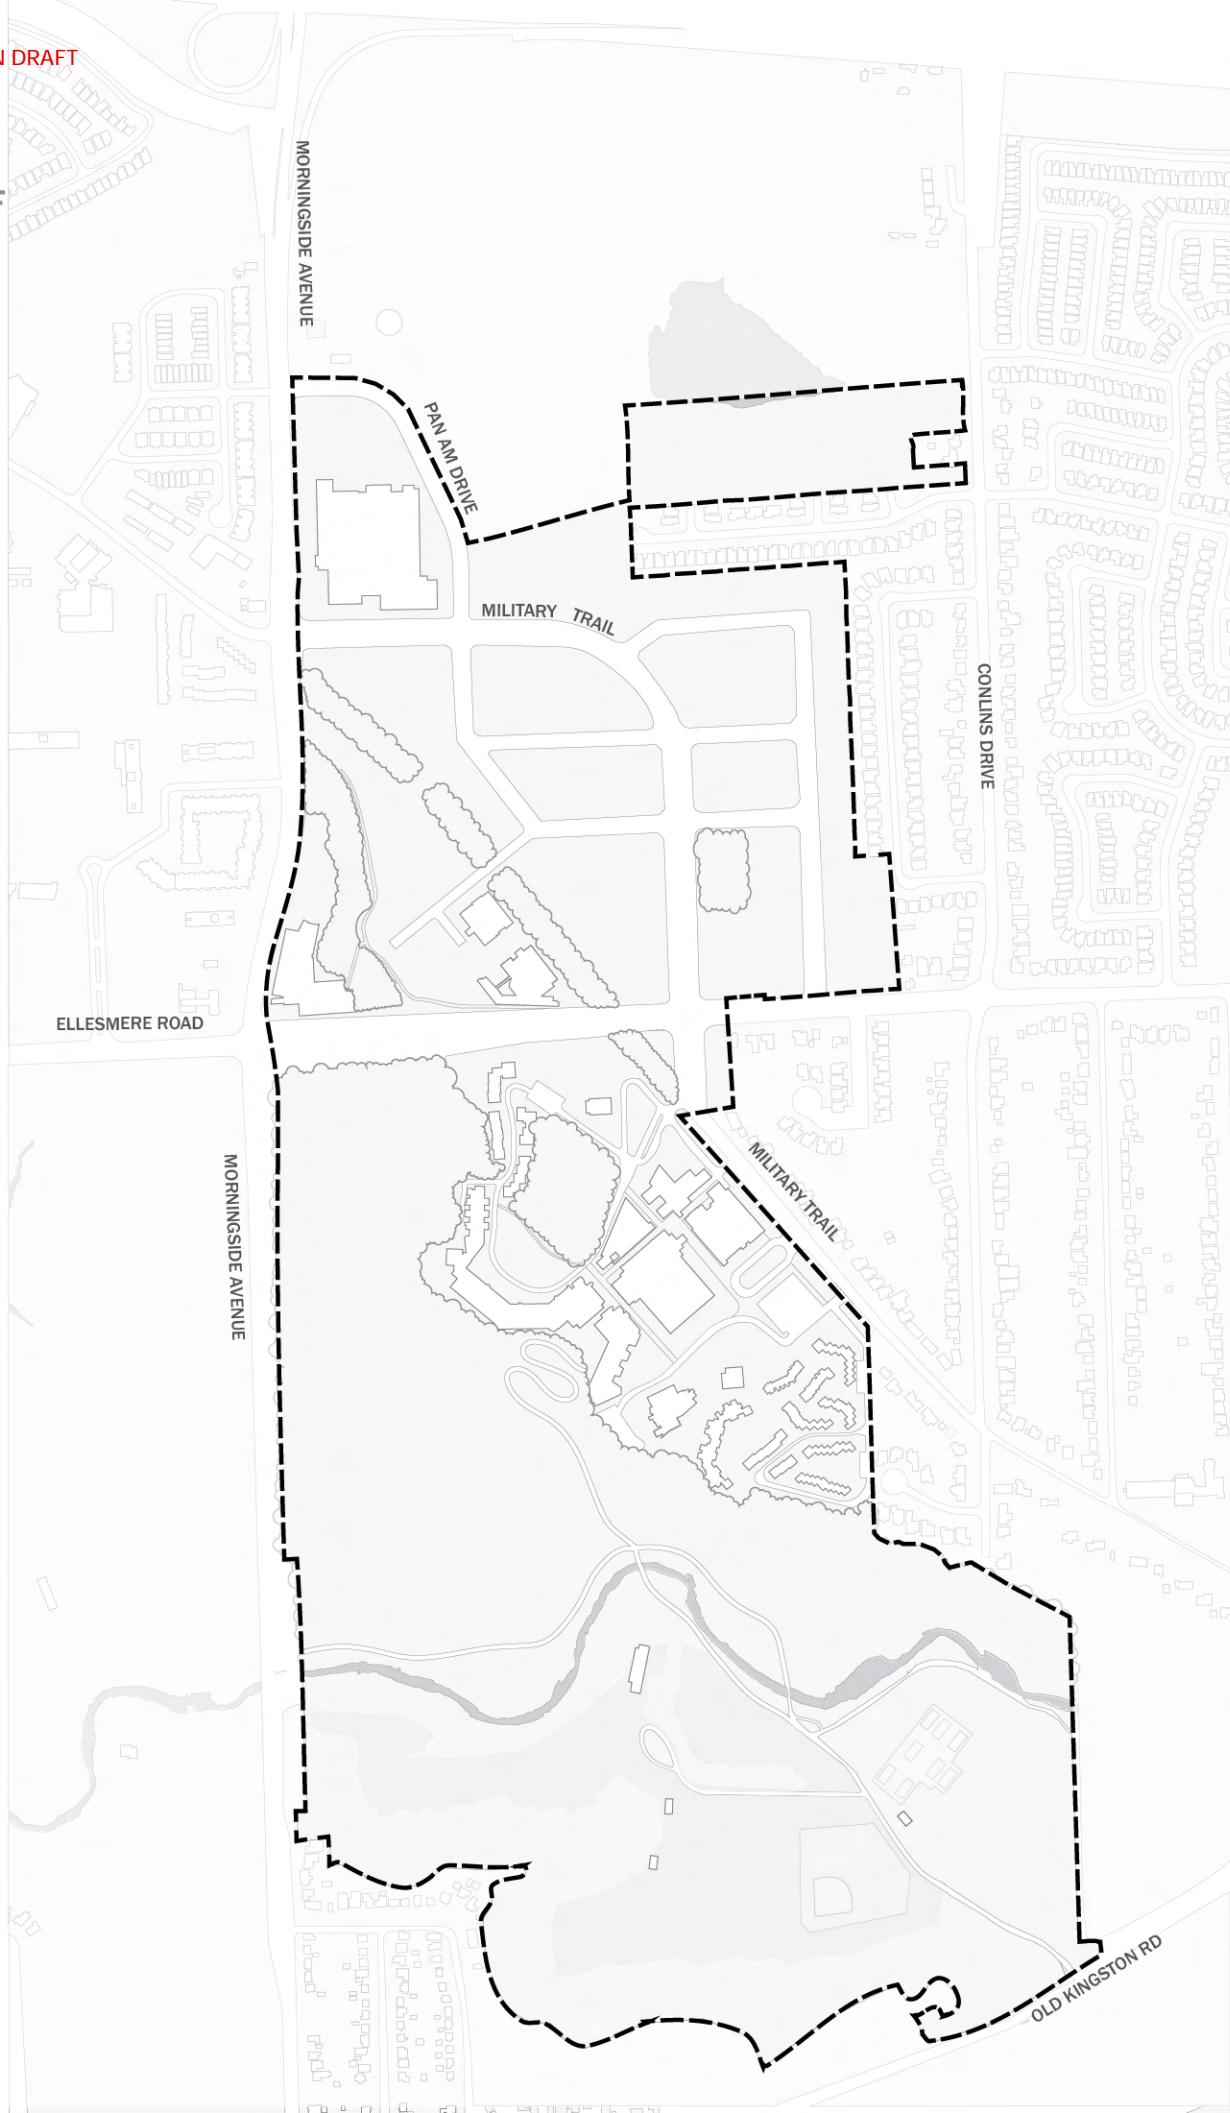 N DRAFT
MORNINGSIDE AVENUE
PAN AM DRIVE
MILITARY TRAIL
CONLINS DRIVE
ELLESMERE ROAD
MILITARY TRAIL
MORNINGSIDE AVENUE
OLD KINGSTON RD